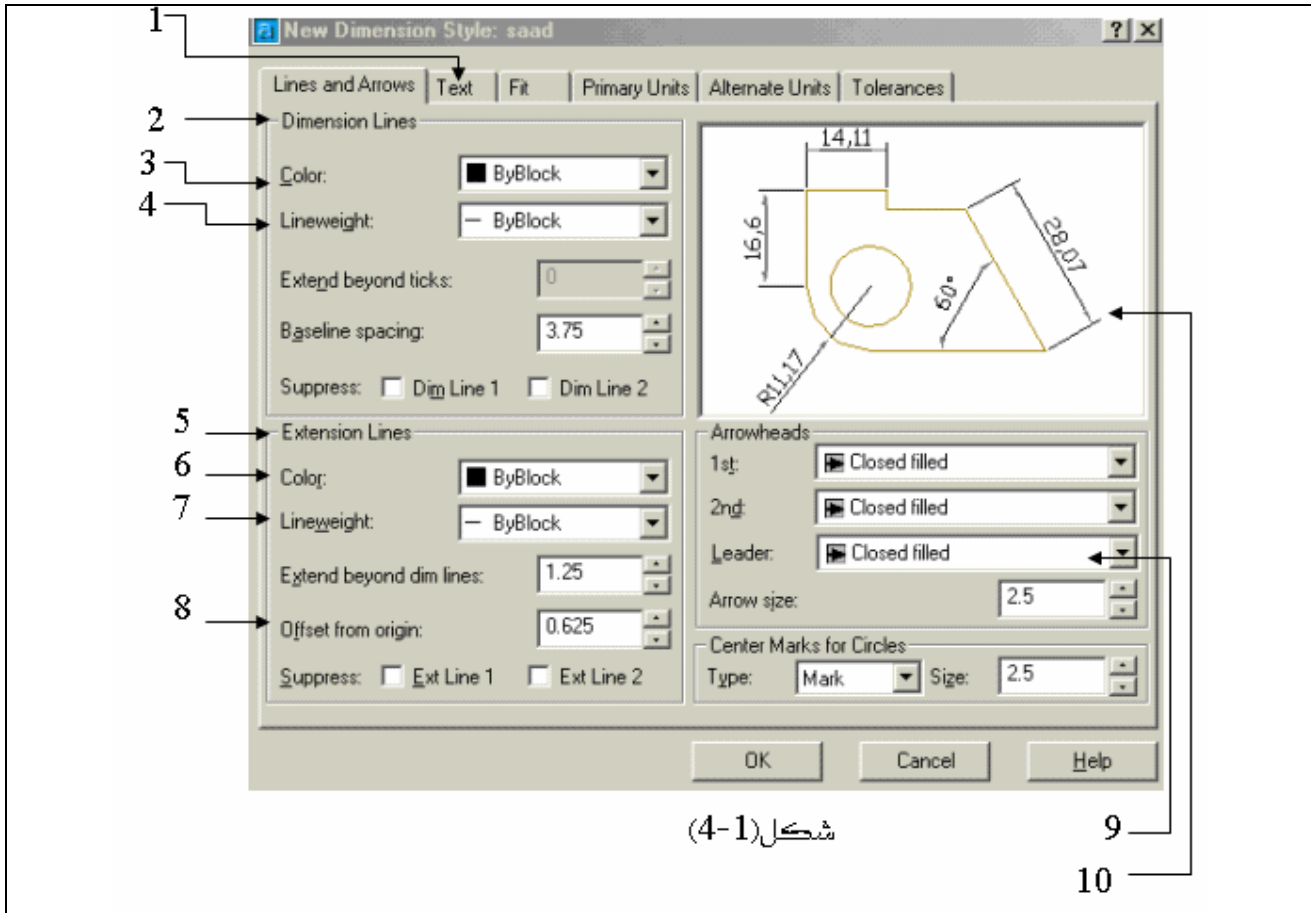 1
New Dimension Style: saad
Lines and Arrows Text Fit Primary Units Alternate Units Tolerances
2
Dimension Lines
3
Color: ByBlock
4
Lineweight: ByBlock
Extend beyond ticks: 0
Baseline spacing: 3.75
Suppress: Dim Line 1 Dim Line 2
14,11
16,6
28,07
60°
R11,17
5
Extension Lines
6
Color: ByBlock
7
Lineweight: ByBlock
Extend beyond dim lines: 1.25
8
Offset from origin: 0.625
Suppress: Ext Line 1 Ext Line 2
Arrowheads
1st: Closed filled
2nd: Closed filled
Leader: Closed filled
Arrow size: 2.5
Center Marks for Circles
Type: Mark Size: 2.5
OK Cancel Help
شكل(1-4)
9
10